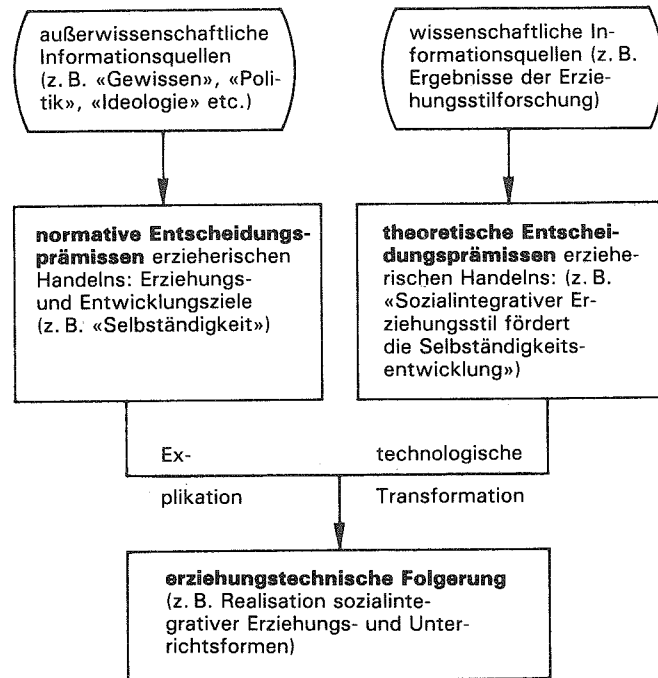 außerwissenschaftliche
Informationsquellen
(z. B. «Gewissen», «Poli-
tik», «Ideologie» etc.)
wissenschaftliche In-
formationsquellen (z. B.
Ergebnisse der Erzie-
hungsstilforschung)
normative Entscheidungs-
prämissen erzieherischen
Handelns: Erziehungs-
und Entwicklungsziele
(z. B. «Selbständigkeit»)
theoretische Entschei-
dungsprämissen erziehe-
rischen Handelns: (z. B.
«Sozialintegrativer Er-
ziehungsstil fördert
die Selbständigkeits-
entwicklung»)
Ex-
plikation
technologische
Transformation
erziehungstechnische Folgerung
(z. B. Realisation sozialinte-
grativer Erziehungs- und Unter-
richtsformen)